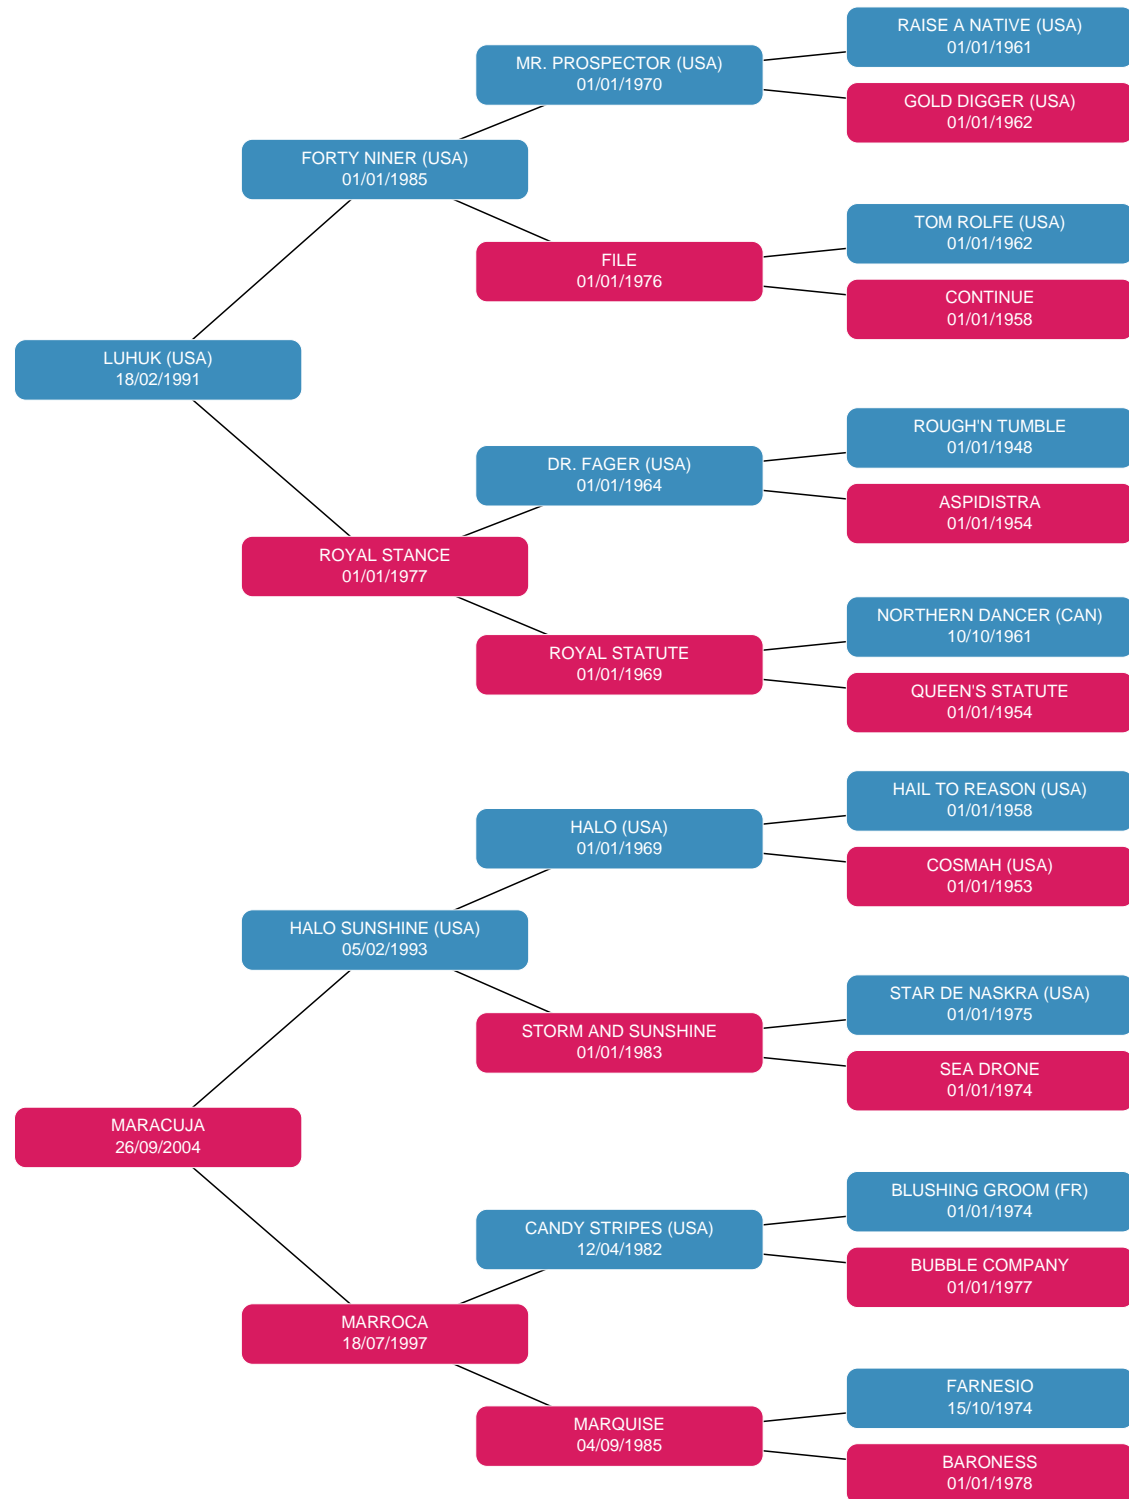 RAISE A NATIVE (USA)
01/01/1961
MR. PROSPECTOR (USA)
01/01/1970
GOLD DIGGER (USA)
01/01/1962
FORTY NINER (USA)
01/01/1985
TOM ROLFE (USA)
01/01/1962
FILE
01/01/1976
CONTINUE
01/01/1958
LUHUK (USA)
18/02/1991
ROUGH'N TUMBLE
01/01/1948
DR. FAGER (USA)
01/01/1964
ASPIDISTRA
01/01/1954
ROYAL STANCE
01/01/1977
NORTHERN DANCER (CAN)
10/10/1961
ROYAL STATUTE
01/01/1969
QUEEN'S STATUTE
01/01/1954
HAIL TO REASON (USA)
01/01/1958
HALO (USA)
01/01/1969
COSMAH (USA)
01/01/1953
HALO SUNSHINE (USA)
05/02/1993
STAR DE NASKRA (USA)
01/01/1975
STORM AND SUNSHINE
01/01/1983
SEA DRONE
01/01/1974
MARACUJA
26/09/2004
BLUSHING GROOM (FR)
01/01/1974
CANDY STRIPES (USA)
12/04/1982
BUBBLE COMPANY
01/01/1977
MARROCA
18/07/1997
FARNESIO
15/10/1974
MARQUISE
04/09/1985
BARONESS
01/01/1978